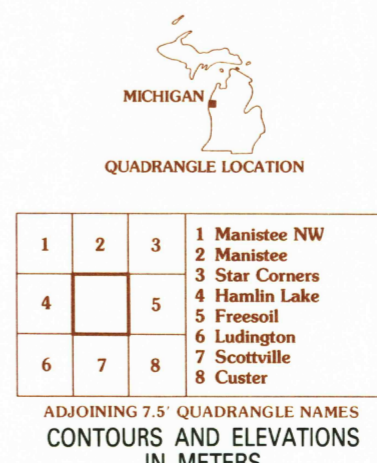 MICHIGAN
QUADRANGLE LOCATION
1 2 3
4 5
6 7 8
1 Manistee NW
2 Manistee
3 Star Corners
4 Hamlin Lake
5 Freesoil
6 Ludington
7 Scottville
8 Custer
ADJOINING 7.5' QUADRANGLE NAMES
CONTOURS AND ELEVATIONS
IN METERS